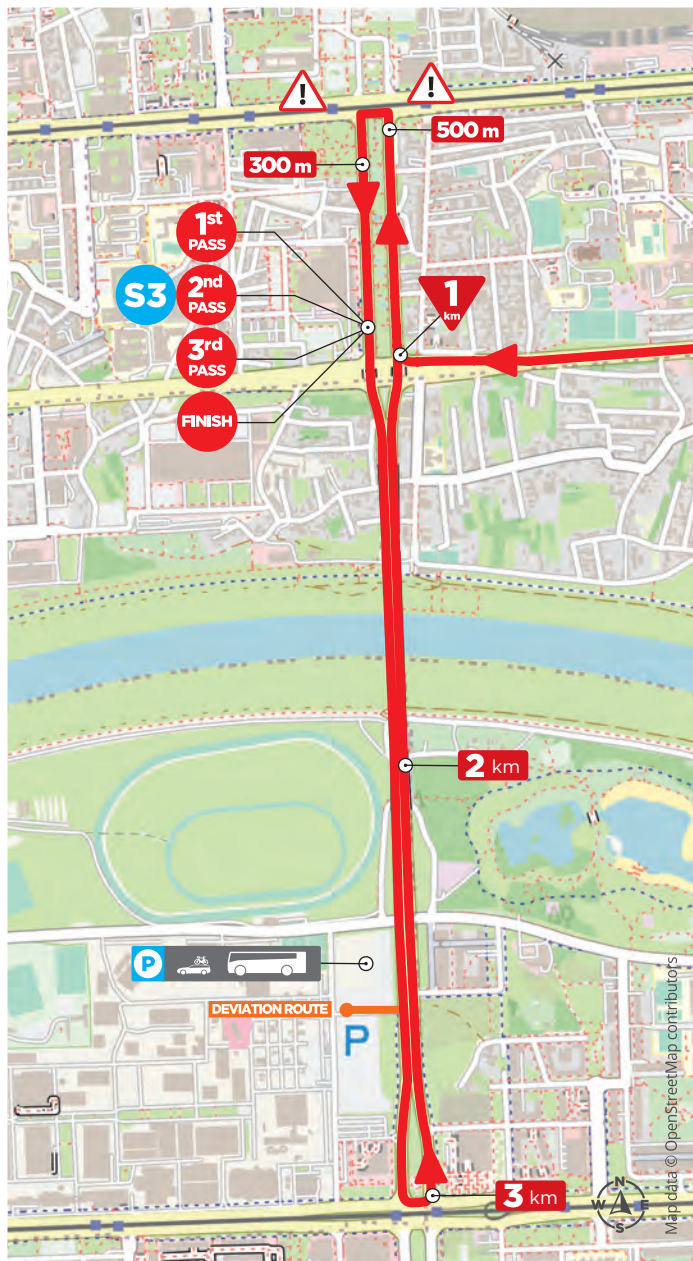 !
!
500 m
300 m
1st
PASS
S3
2nd
PASS
1
km
3rd
PASS
FINISH
2 km
P
DEVIATION ROUTE
P
3 km
N
W E
S
Map data © OpenStreetMap contributors